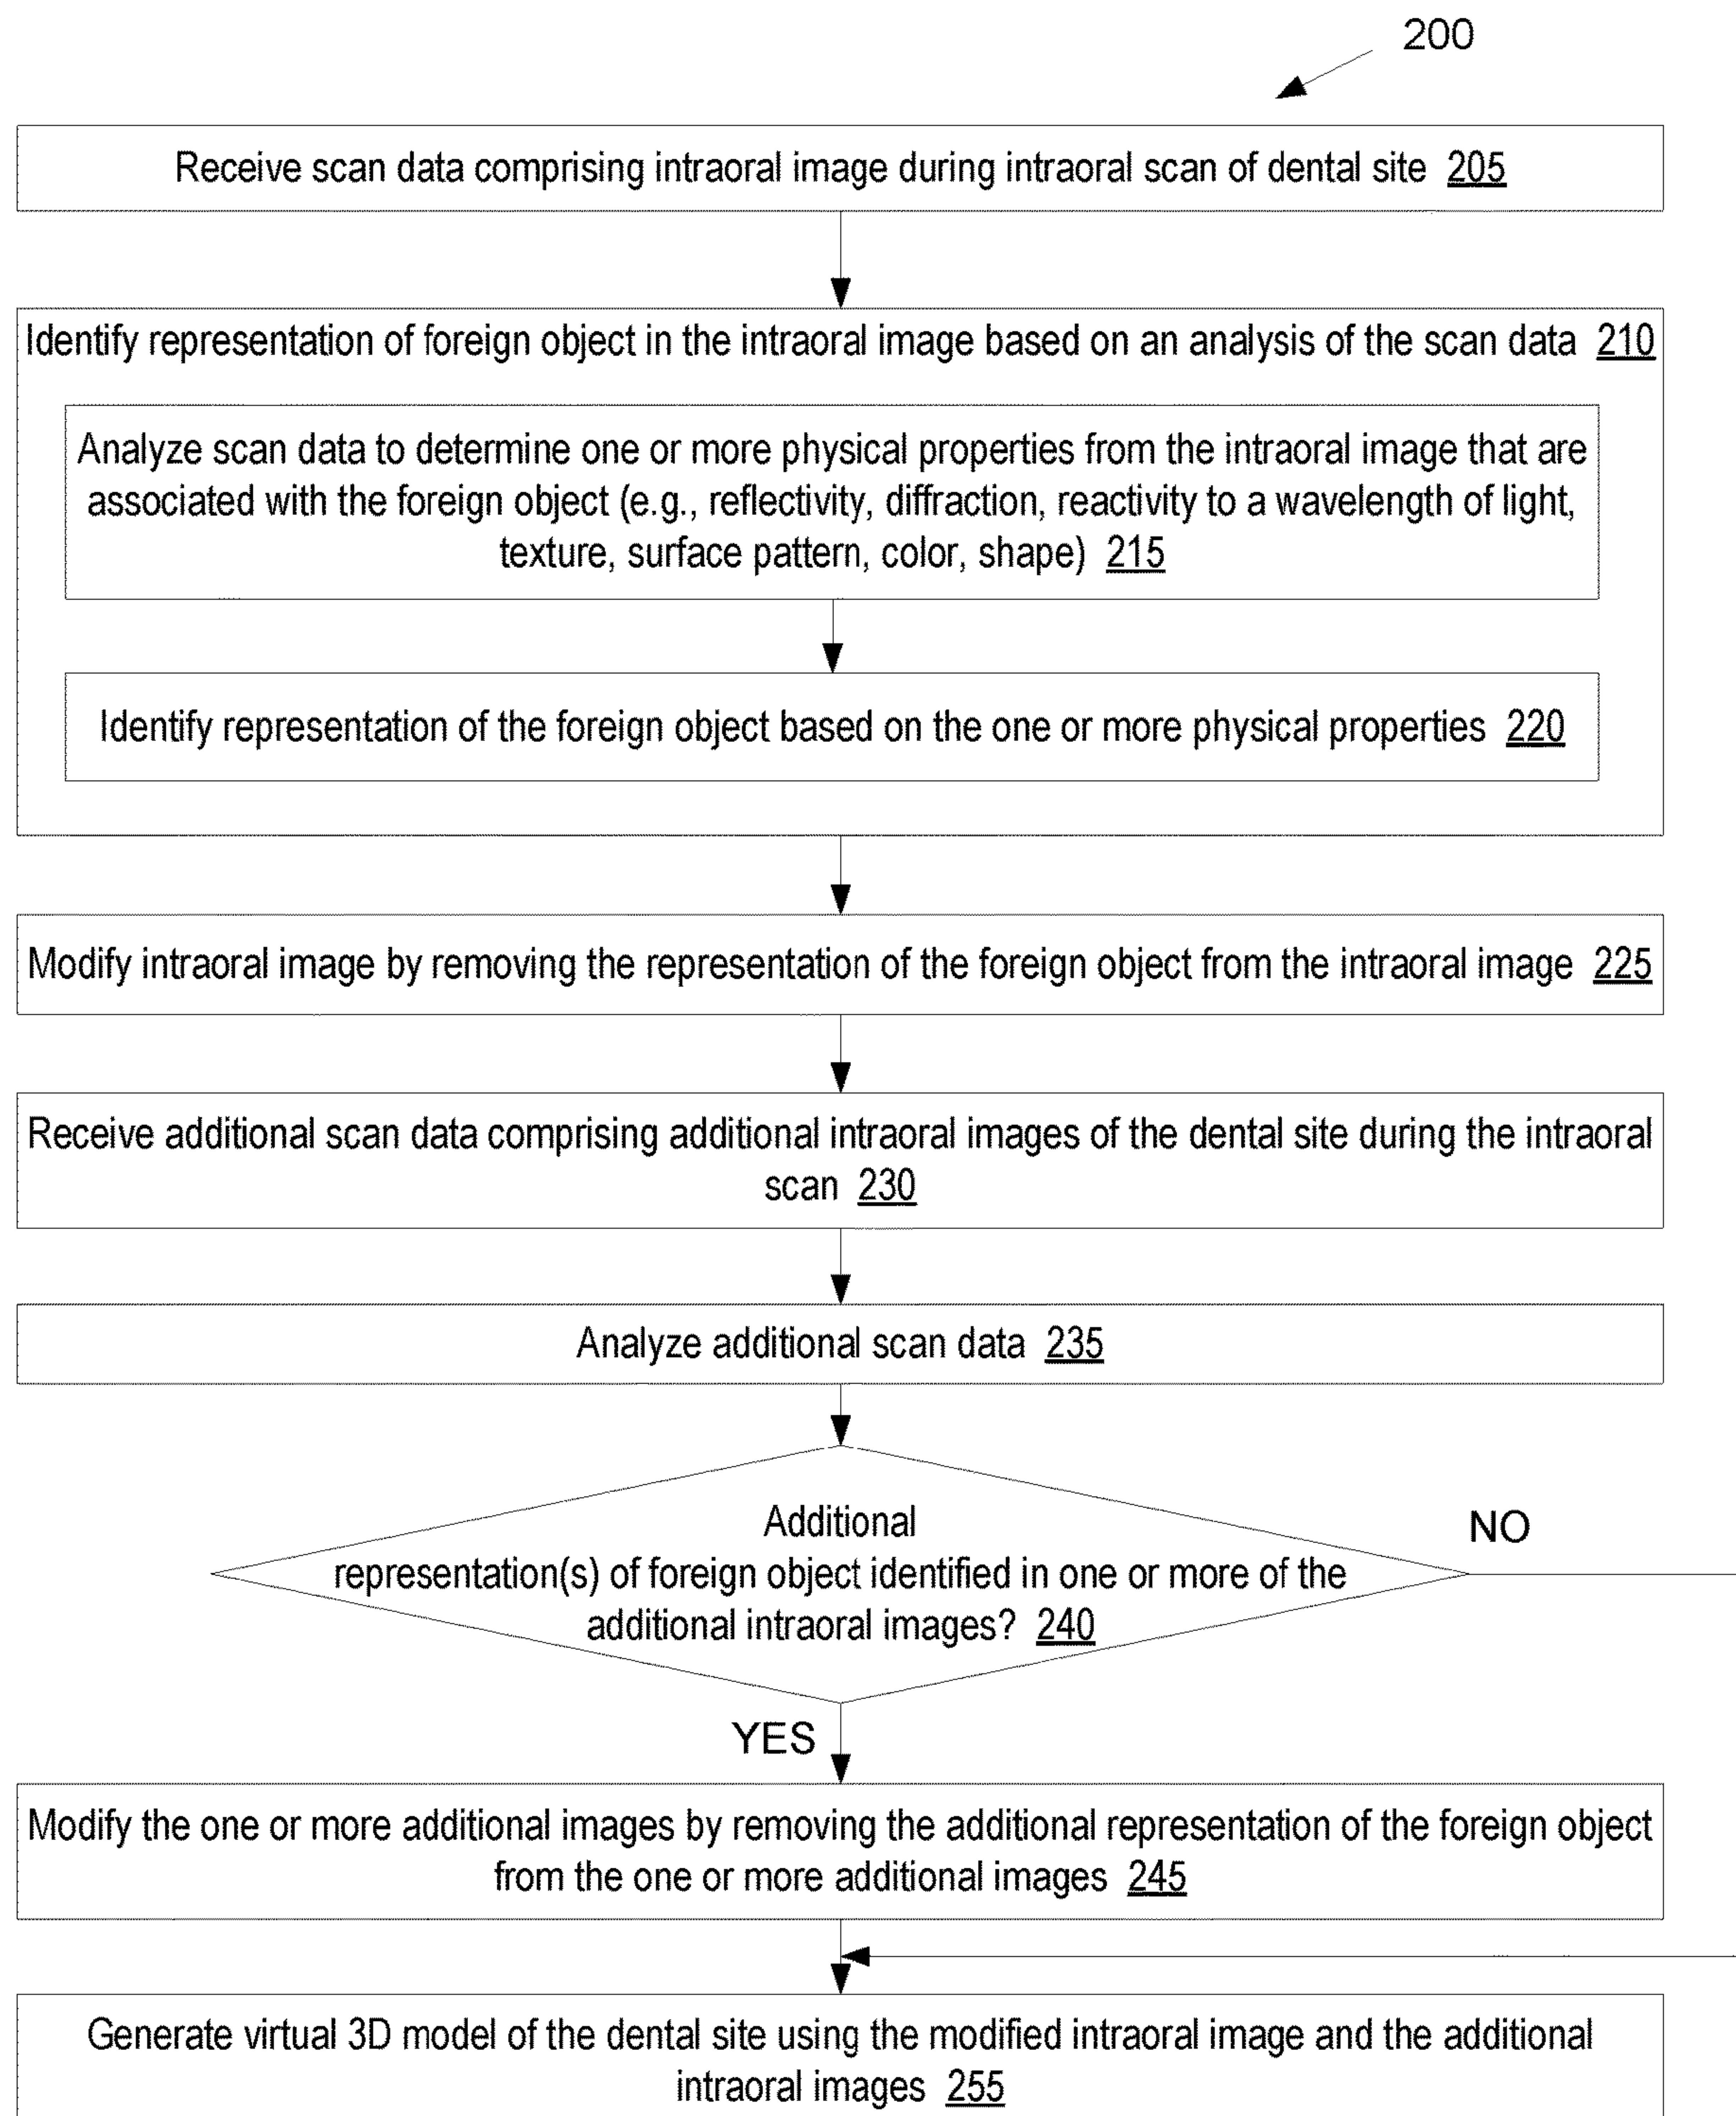 200
Receive scan data comprising intraoral image during intraoral scan of dental site 205
Identify representation of foreign object in the intraoral image based on an analysis of the scan data 210
Analyze scan data to determine one or more physical properties from the intraoral image that are
associated with the foreign object (e.g., reflectivity, diffraction, reactivity to a wavelength of light,
texture, surface pattern, color, shape) 215
Identify representation of the foreign object based on the one or more physical properties 220
Modify intraoral image by removing the representation of the foreign object from the intraoral image 225
Receive additional scan data comprising additional intraoral images of the dental site during the intraoral
scan 230
Analyze additional scan data 235
Additional
representation(s) of foreign object identified in one or more of the
additional intraoral images? 240
NO
YES
Modify the one or more additional images by removing the additional representation of the foreign object
from the one or more additional images 245
Generate virtual 3D model of the dental site using the modified intraoral image and the additional
intraoral images 255